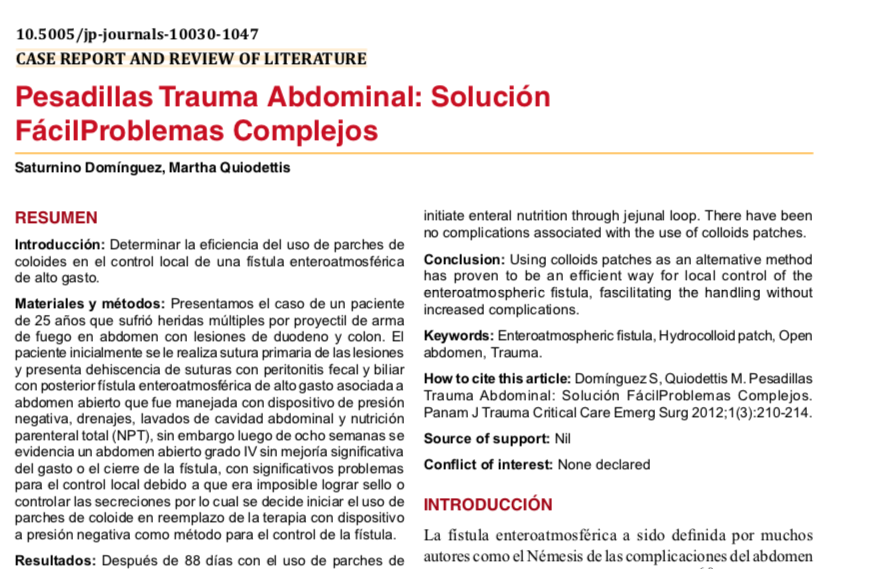 10.5005/jp-journals-10030-1047
CASE REPORT AND REVIEW OF LITERATURE
Pesadillas Trauma Abdominal: Solución
FácilProblemas Complejos
Saturnino Domínguez, Martha Quiodettis
RESUMEN
Introducción: Determinar la eficiencia del uso de parches de
coloides en el control local de una fístula enteroatmosférica
de alto gasto.
Materiales y métodos: Presentamos el caso de un paciente
de 25 años que sufrió heridas múltiples por proyectil de arma
de fuego en abdomen con lesiones de duodeno y colon. El
paciente inicialmente se le realiza sutura primaria de las lesiones
y presenta dehiscencia de suturas con peritonitis fecal y biliar
con posterior fístula enteroatmosférica de alto gasto asociada a
abdomen abierto que fue manejada con dispositivo de presión
negativa, drenajes, lavados de cavidad abdominal y nutrición
parenteral total (NPT), sin embargo luego de ocho semanas se
evidencia un abdomen abierto grado IV sin mejoría significativa
del gasto o el cierre de la fístula, con significativos problemas
para el control local debido a que era imposible lograr sello o
controlar las secreciones por lo cual se decide iniciar el uso de
parches de coloide en reemplazo de la terapia con dispositivo
a presión negativa como método para el control de la fístula.
Resultados: Después de 88 días con el uso de parches de
initiate enteral nutrition through jejunal loop. There have been
no complications associated with the use of colloids patches.
Conclusion: Using colloids patches as an alternative method
has proven to be an efficient way for local control of the
enteroatmospheric fistula, fascilitating the handling without
increased complications.
Keywords: Enteroatmospheric fistula, Hydrocolloid patch, Open
abdomen, Trauma.
How to cite this article: Domínguez S, Quiodettis M. Pesadillas
Trauma Abdominal: Solución FácilProblemas Complejos.
Panam J Trauma Critical Care Emerg Surg 2012;1(3):210-214.
Source of support: Nil
Conflict of interest: None declared
INTRODUCCIÓN
La fístula enteroatmosférica a sido definida por muchos
autores como el Némesis de las complicaciones del abdomen